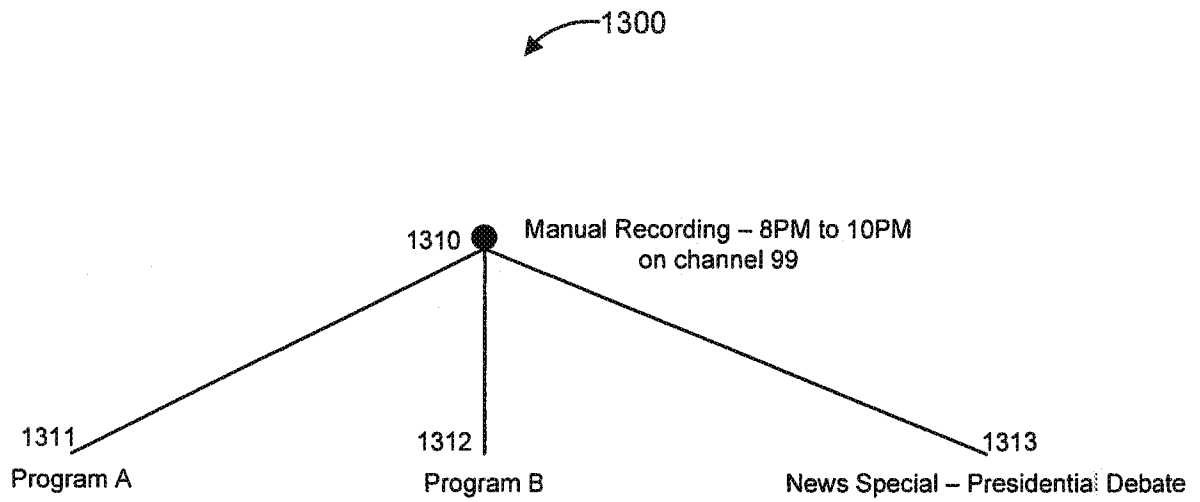 1300
1310
Manual Recording – 8PM to 10PM
on channel 99
1311
1312
1313
Program A
Program B
News Special – Presidential Debate